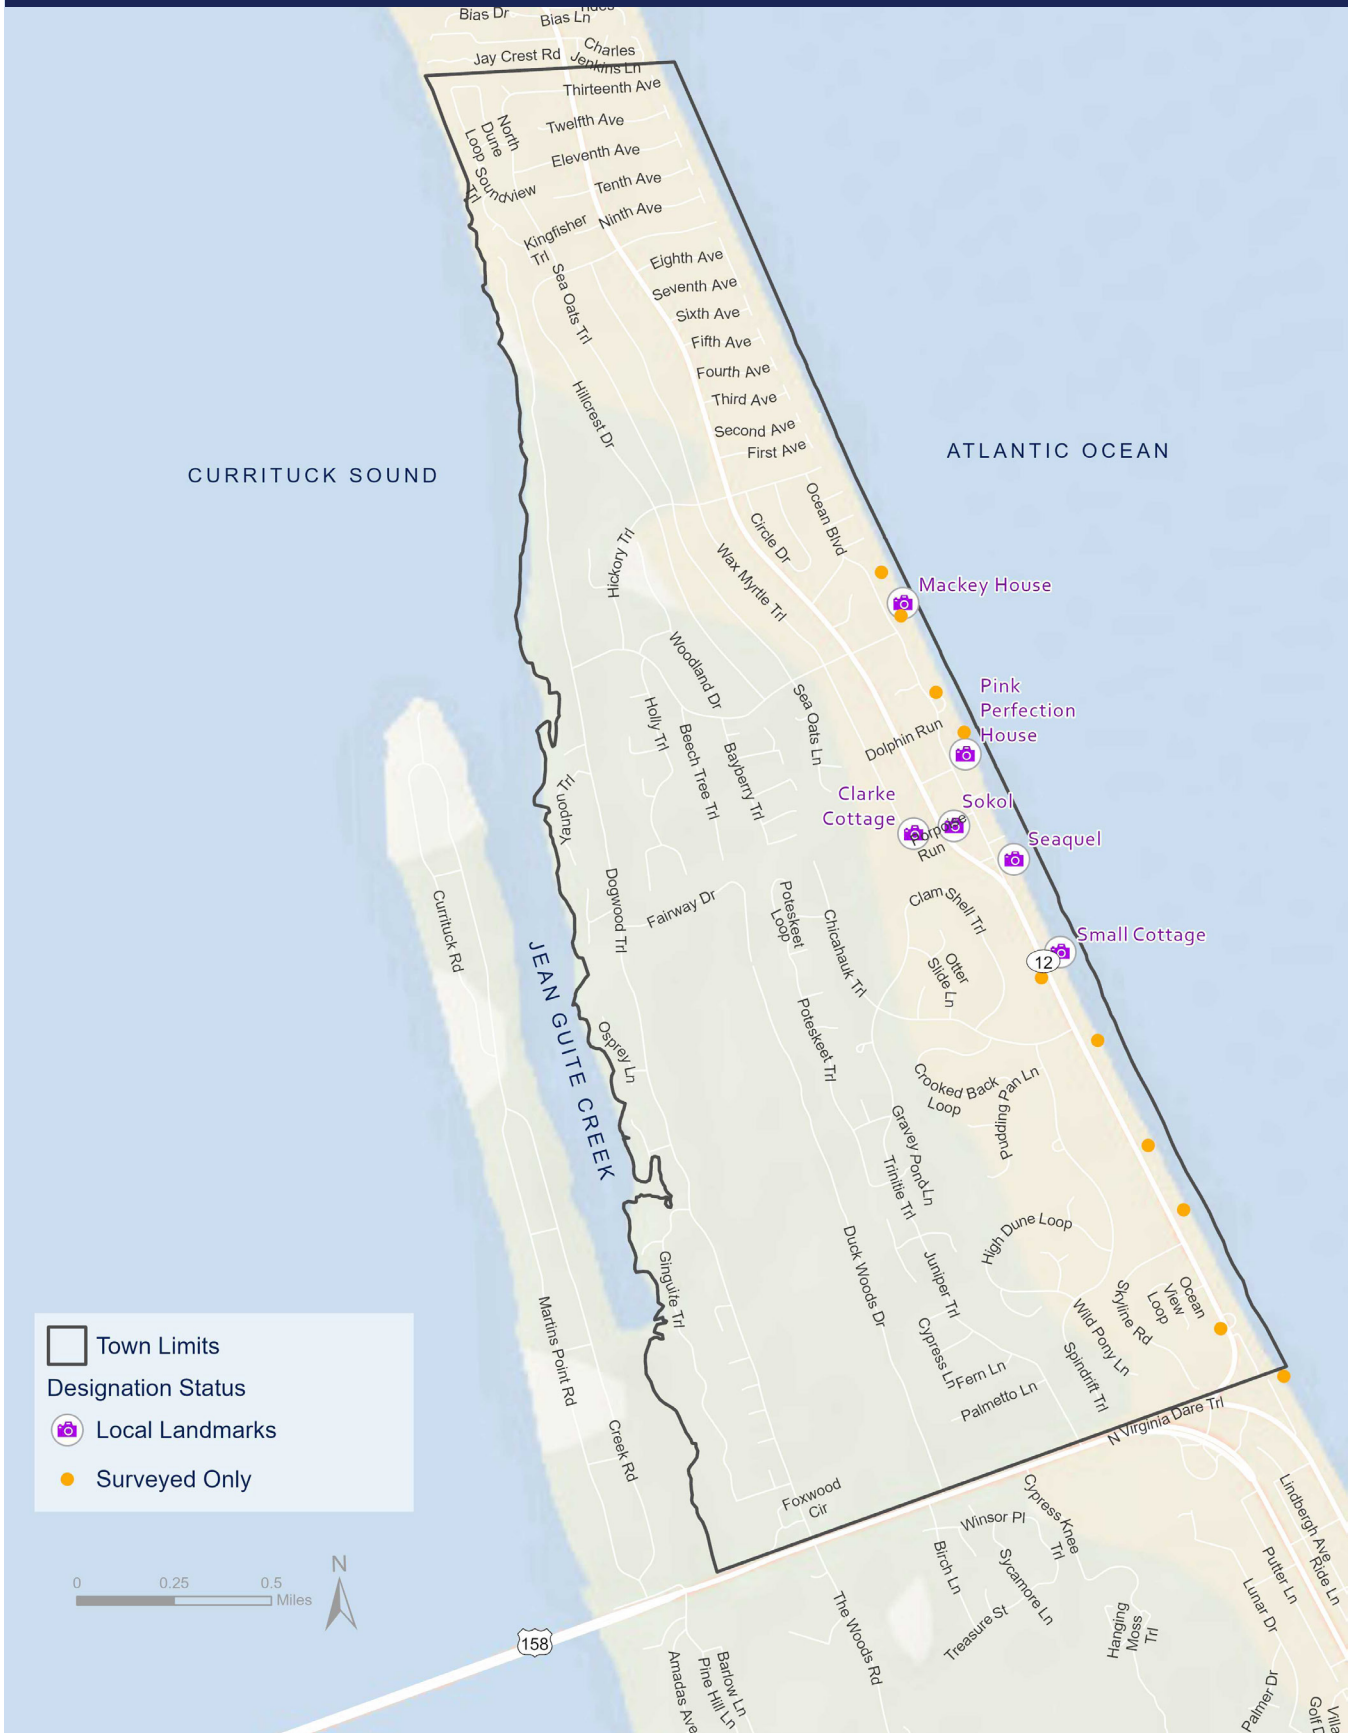 Bias Dr
Bias Ln
Jay Crest Rd
Charles
Jenkins Ln
Thirteenth Ave
North
Dune
Loop
Twelfth Ave
Eleventh Ave
Soundview
Trl
Tenth Ave
Ninth Ave
Kingfisher
Trl
Sea Oats Trl
Eighth Ave
Seventh Ave
Sixth Ave
Fifth Ave
Fourth Ave
Third Ave
Second Ave
First Ave
Hillcrest Dr
ATLANTIC OCEAN
CURRITUCK SOUND
Ocean Blvd
Circle Dr
Hickory Trl
Wax Myrtle Trl
Mackey House
Woodland Dr
Pink
Perfection
House
Sea Oats Ln
Holly Trl
Beech Tree Trl
Bayberry Trl
Dolphin Run
Yaupon Trl
Clarke
Cottage
Sokol
Porpoise
Run
Seaquel
Dogwood Trl
Fairway Dr
Poteskeet
Loop
Chicahauk Trl
Clam Shell Trl
Currituck Rd
Small Cottage
12
Otter
Slide Ln
JEAN GUITE CREEK
Osprey Ln
Poteskeet Trl
Crooked Back
Loop
Pudding Pan Ln
Gravey Pond Ln
Trinitie Trl
High Dune Loop
Ginguite Trl
Duck Woods Dr
Juniper Trl
Ocean
View
Loop
Skyline Rd
Wild Pony Ln
Spindrift Trl
Cypress Ln
Fern Ln
Palmetto Ln
Martins Point Rd
Creek Rd
N Virginia Dare Trl
Foxwood
Cir
Town Limits
Designation Status
Local Landmarks
Surveyed Only
0
0.25
0.5
Miles
N
158
Winsor Pl
Cypress Knee
Trl
Birch Ln
Sycamore Ln
Treasure St
Hanging
Moss
Trl
The Woods Rd
Amadas Ave
Pine Hill Ln
Barlow Ln
Lindbergh Ave
Ride Ln
Putter Ln
Lunar Dr
Palmer Dr